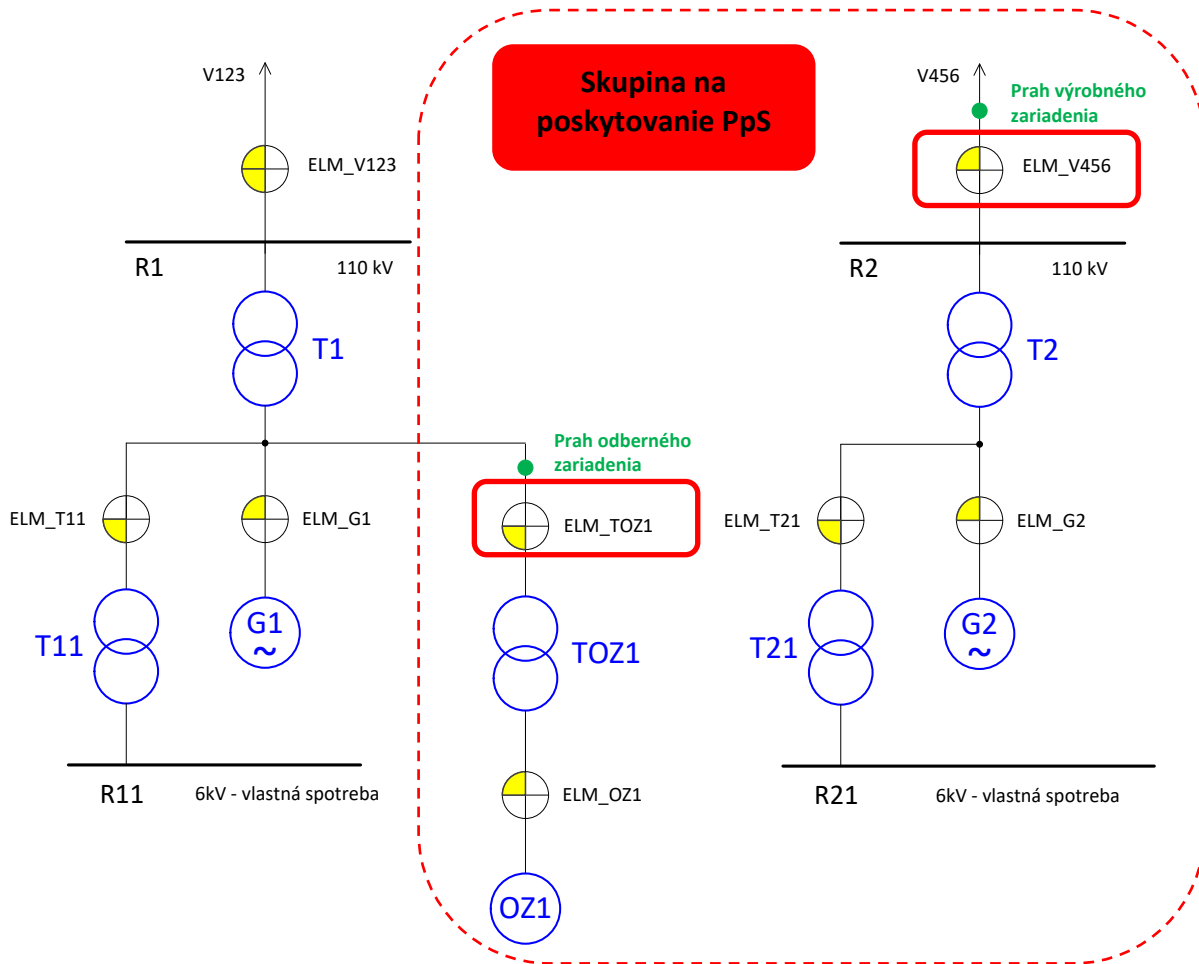 V123
Skupina na
poskytovanie PpS
V456
Prah výrobného
zariadenia
ELM_V123
ELM_V456
R1
110 kV
R2
110 kV
T1
T2
Prah odberného
zariadenia
ELM_T11
ELM_G1
ELM_TOZ1
ELM_T21
ELM_G2
T11
G1
~
TOZ1
T21
G2
~
R11
6kV - vlastná spotreba
ELM_OZ1
R21
6kV - vlastná spotreba
OZ1